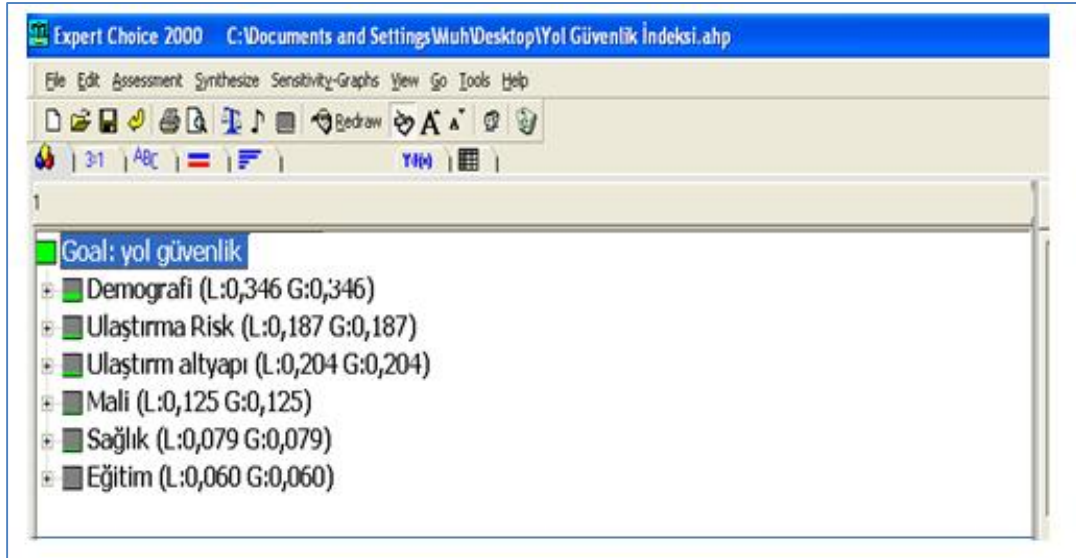 Expert Choice 2000 C:\Documents and Settings\Muh\Desktop\Yol Güvenlik İndeksi.ahp
File Edit Assessment Synthesize Sensitivity-Graphs View Go Tools Help
Redraw A A
3:1 ABC Y=f(x)
1
Goal: yol güvenlik
Demografi (L:0,346 G:0,346)
Ulaştırma Risk (L:0,187 G:0,187)
Ulaştırm altyapı (L:0,204 G:0,204)
Mali (L:0,125 G:0,125)
Sağlık (L:0,079 G:0,079)
Eğitim (L:0,060 G:0,060)